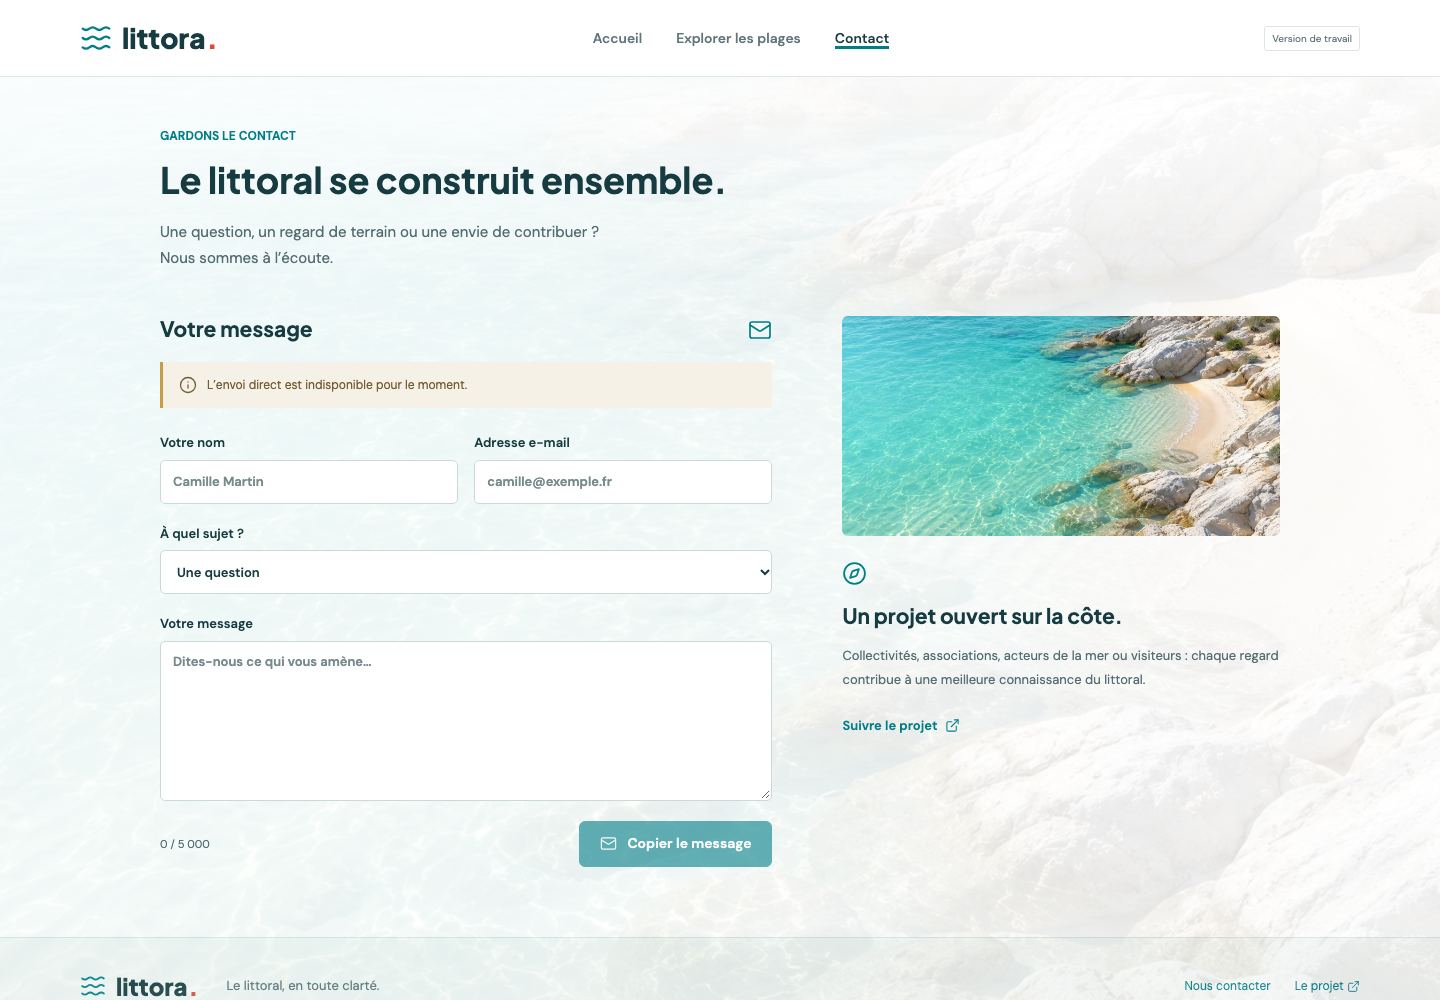 littora.
Accueil
Explorer les plages
Contact
Version de travail
GARDONS LE CONTACT
Le littoral se construit ensemble.
Une question, un regard de terrain ou une envie de contribuer ?
Nous sommes à l’écoute.
Votre message
L’envoi direct est indisponible pour le moment.
Votre nom
Adresse e-mail
Camille Martin
camille@exemple.fr
À quel sujet ?
Une question
Votre message
Dites-nous ce qui vous amène…
0 / 5 000
Copier le message
Un projet ouvert sur la côte.
Collectivités, associations, acteurs de la mer ou visiteurs : chaque regard
contribue à une meilleure connaissance du littoral.
Suivre le projet
littora.
Le littoral, en toute clarté.
Nous contacter
Le projet